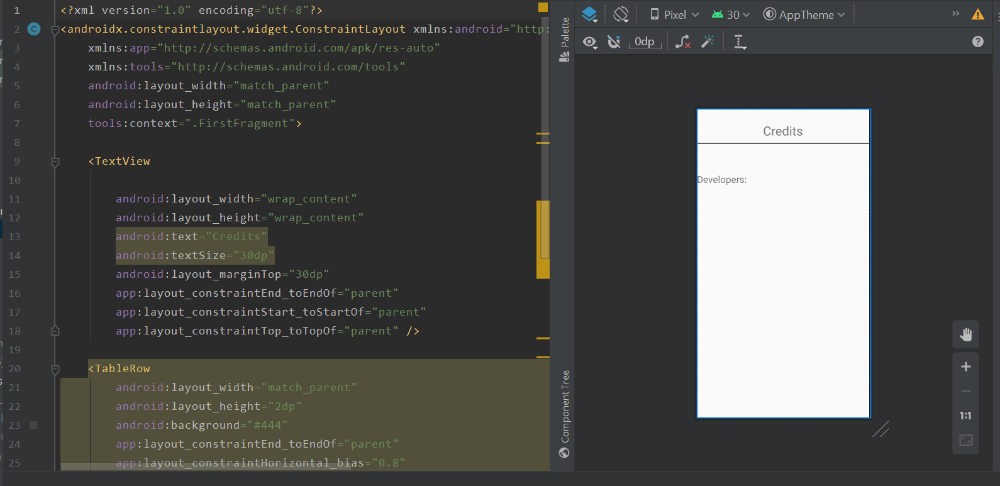 1 <?xml version="1.0" encoding="utf-8"?>
2 <androidx.constraintlayout.widget.ConstraintLayout xmlns:android="http:
3 xmlns:app="http://schemas.android.com/apk/res-auto"
4 xmlns:tools="http://schemas.android.com/tools"
5 android:layout_width="match_parent"
6 android:layout_height="match_parent"
7 tools:context=".FirstFragment">
8
9 <TextView
10
11 android:layout_width="wrap_content"
12 android:layout_height="wrap_content"
13 android:text="Credits"
14 android:textSize="30dp"
15 android:layout_marginTop="30dp"
16 app:layout_constraintEnd_toEndOf="parent"
17 app:layout_constraintStart_toStartOf="parent"
18 app:layout_constraintTop_toTopOf="parent" />
19
20 <TableRow
21 android:layout_width="match_parent"
22 android:layout_height="2dp"
23 android:background="#444"
24 app:layout_constraintEnd_toEndOf="parent"
25 app:layout_constraintHorizontal_bias="0.8"
C
Palette
Component Tree
Pixel 30 AppTheme »
0dp ?
Credits
Developers:
1:1